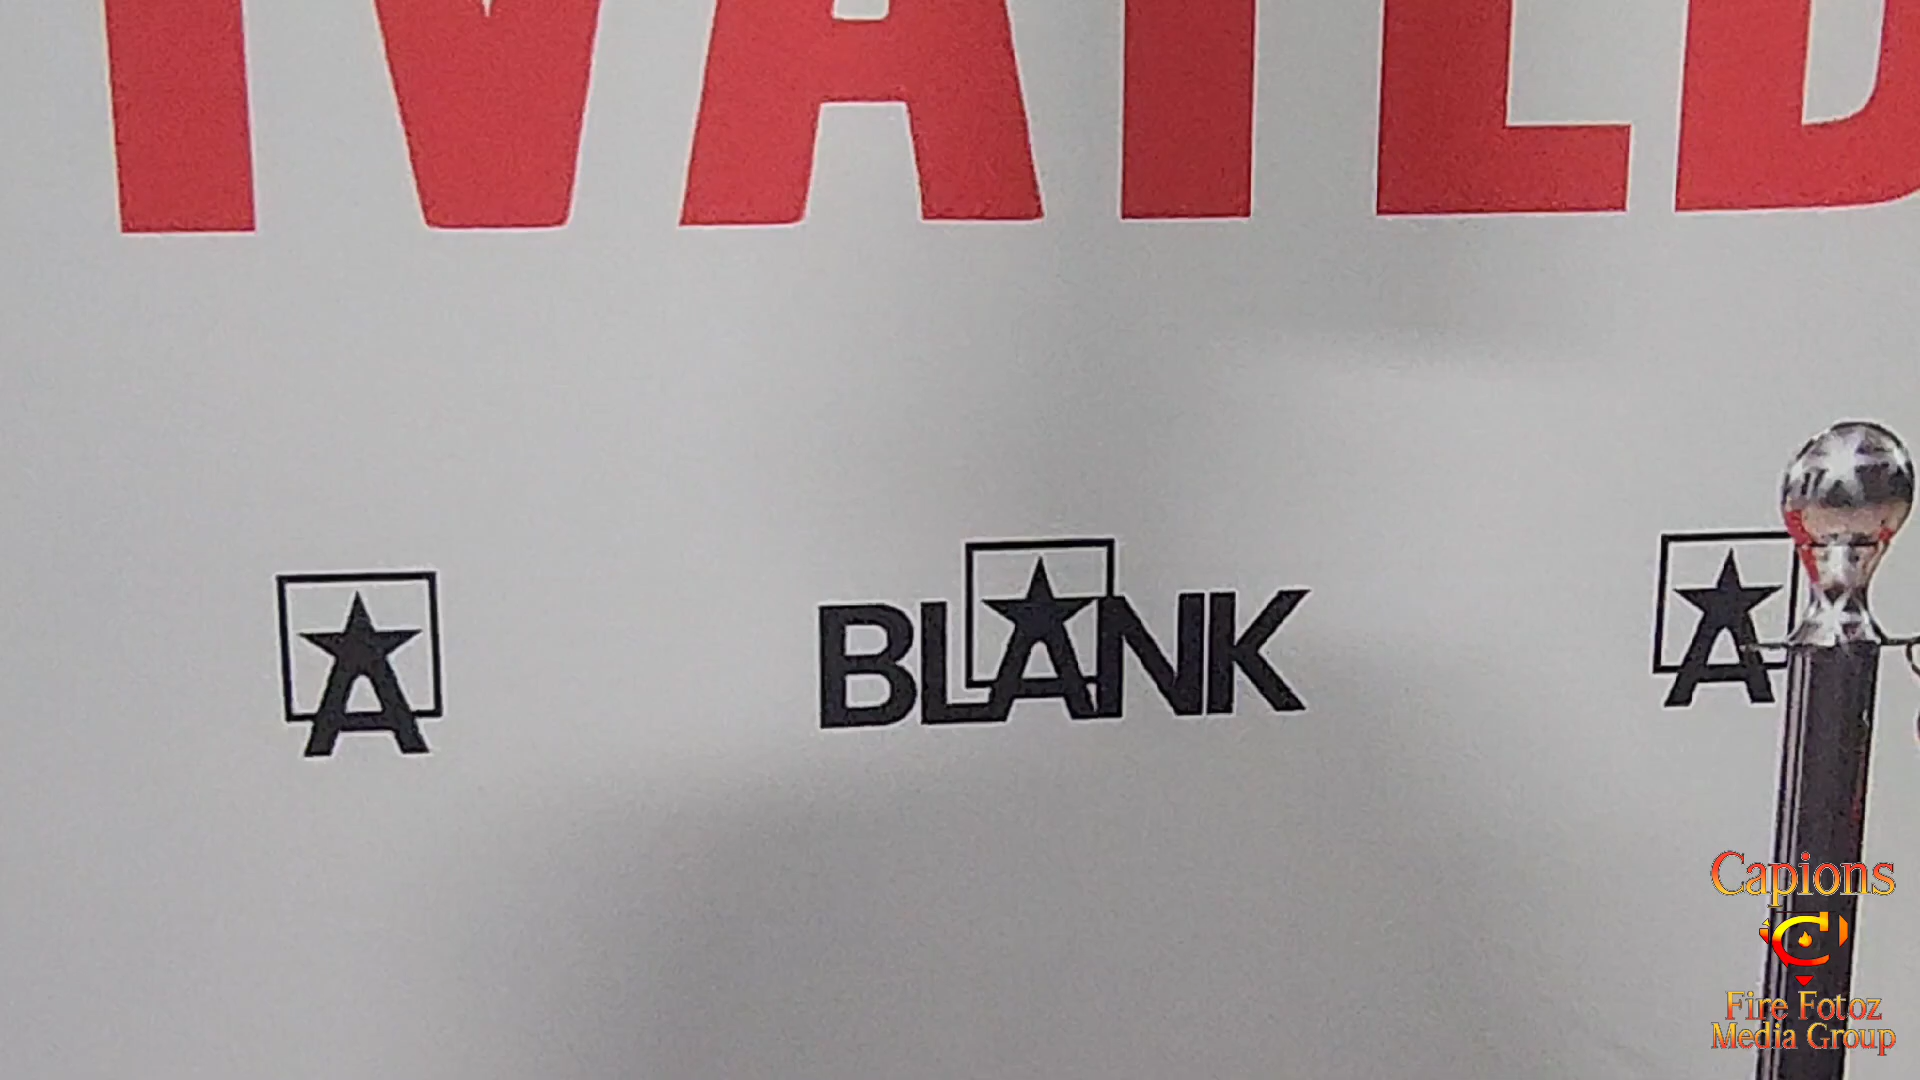 A
BLANK
A
Capions
Fire Fotoz
Media Group